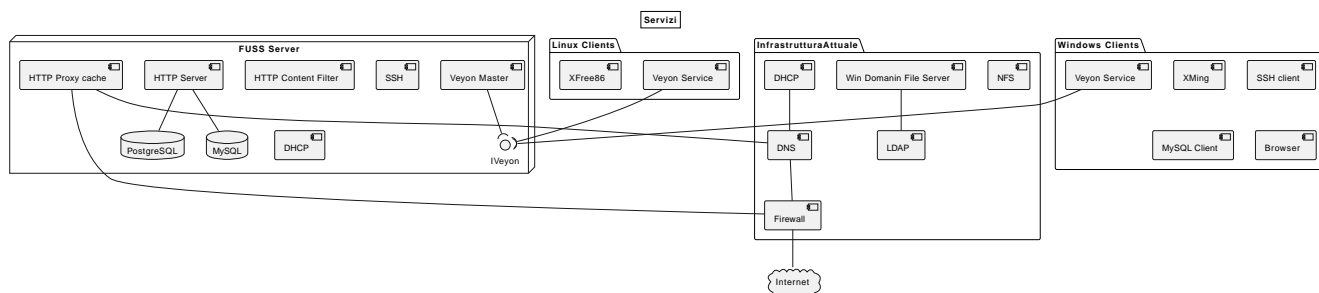 Servizi
FUSS Server
HTTP Proxy cache
HTTP Server
HTTP Content Filter
SSH
Veyon Master
PostgreSQL
MySQL
DHCP
IVeyon
Linux Clients
XFree86
Veyon Service
InfrastrutturaAttuale
DHCP
Win Domanin File Server
NFS
DNS
LDAP
Firewall
Internet
Windows Clients
Veyon Service
XMing
SSH client
MySQL Client
Browser